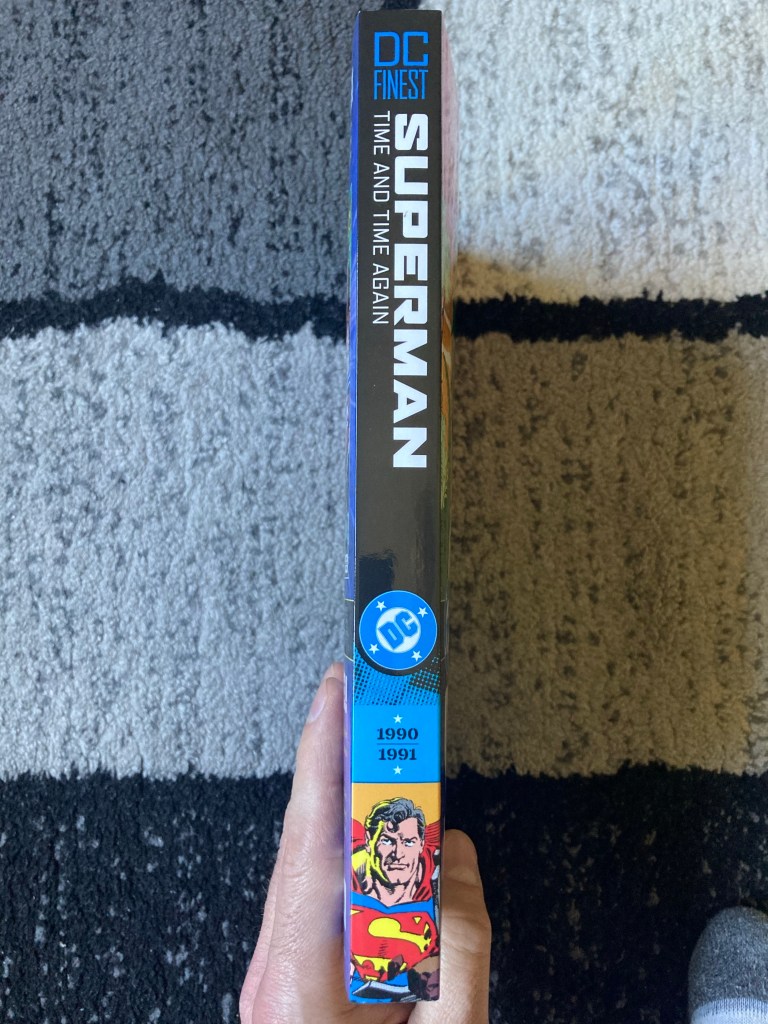 DC
FINEST
SUPERMAN
TIME AND TIME AGAIN
DC
1990
1991
S